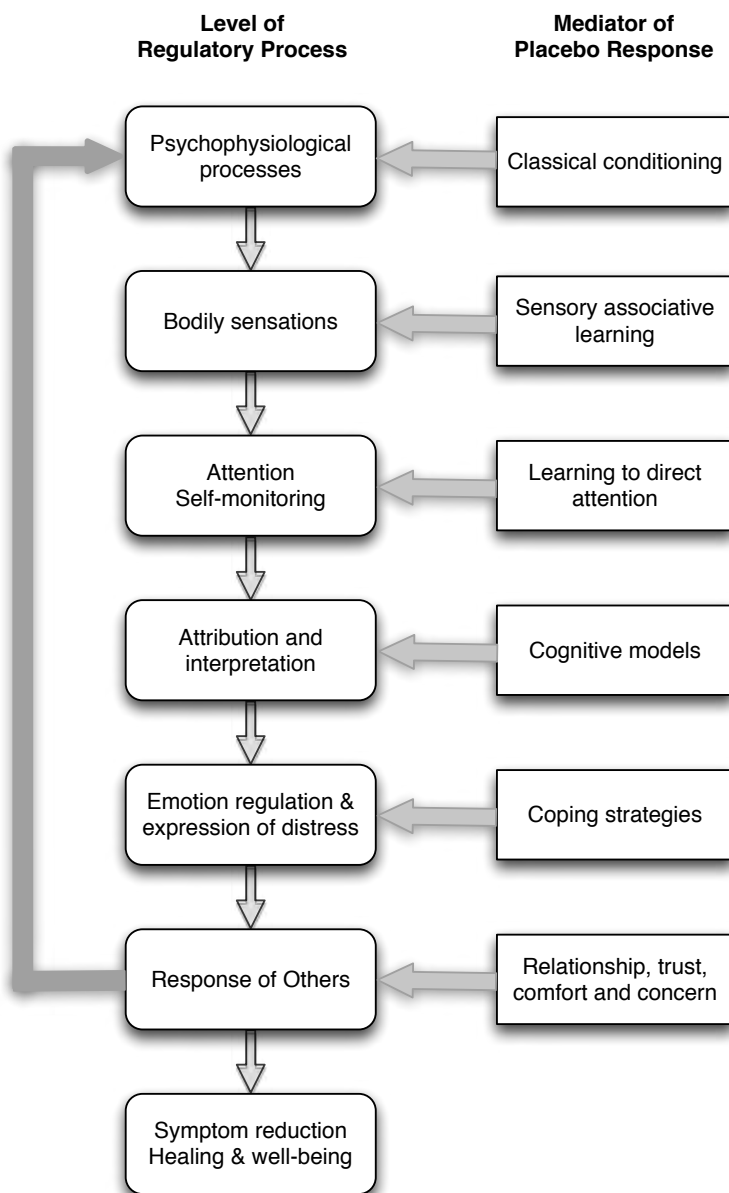 Level of
Regulatory Process
Mediator of
Placebo Response
Psychophysiological
processes
Classical conditioning
Bodily sensations
Sensory associative
learning
Attention
Self-monitoring
Learning to direct
attention
Attribution and
interpretation
Cognitive models
Emotion regulation &
expression of distress
Coping strategies
Response of Others
Relationship, trust,
comfort and concern
Symptom reduction
Healing & well-being